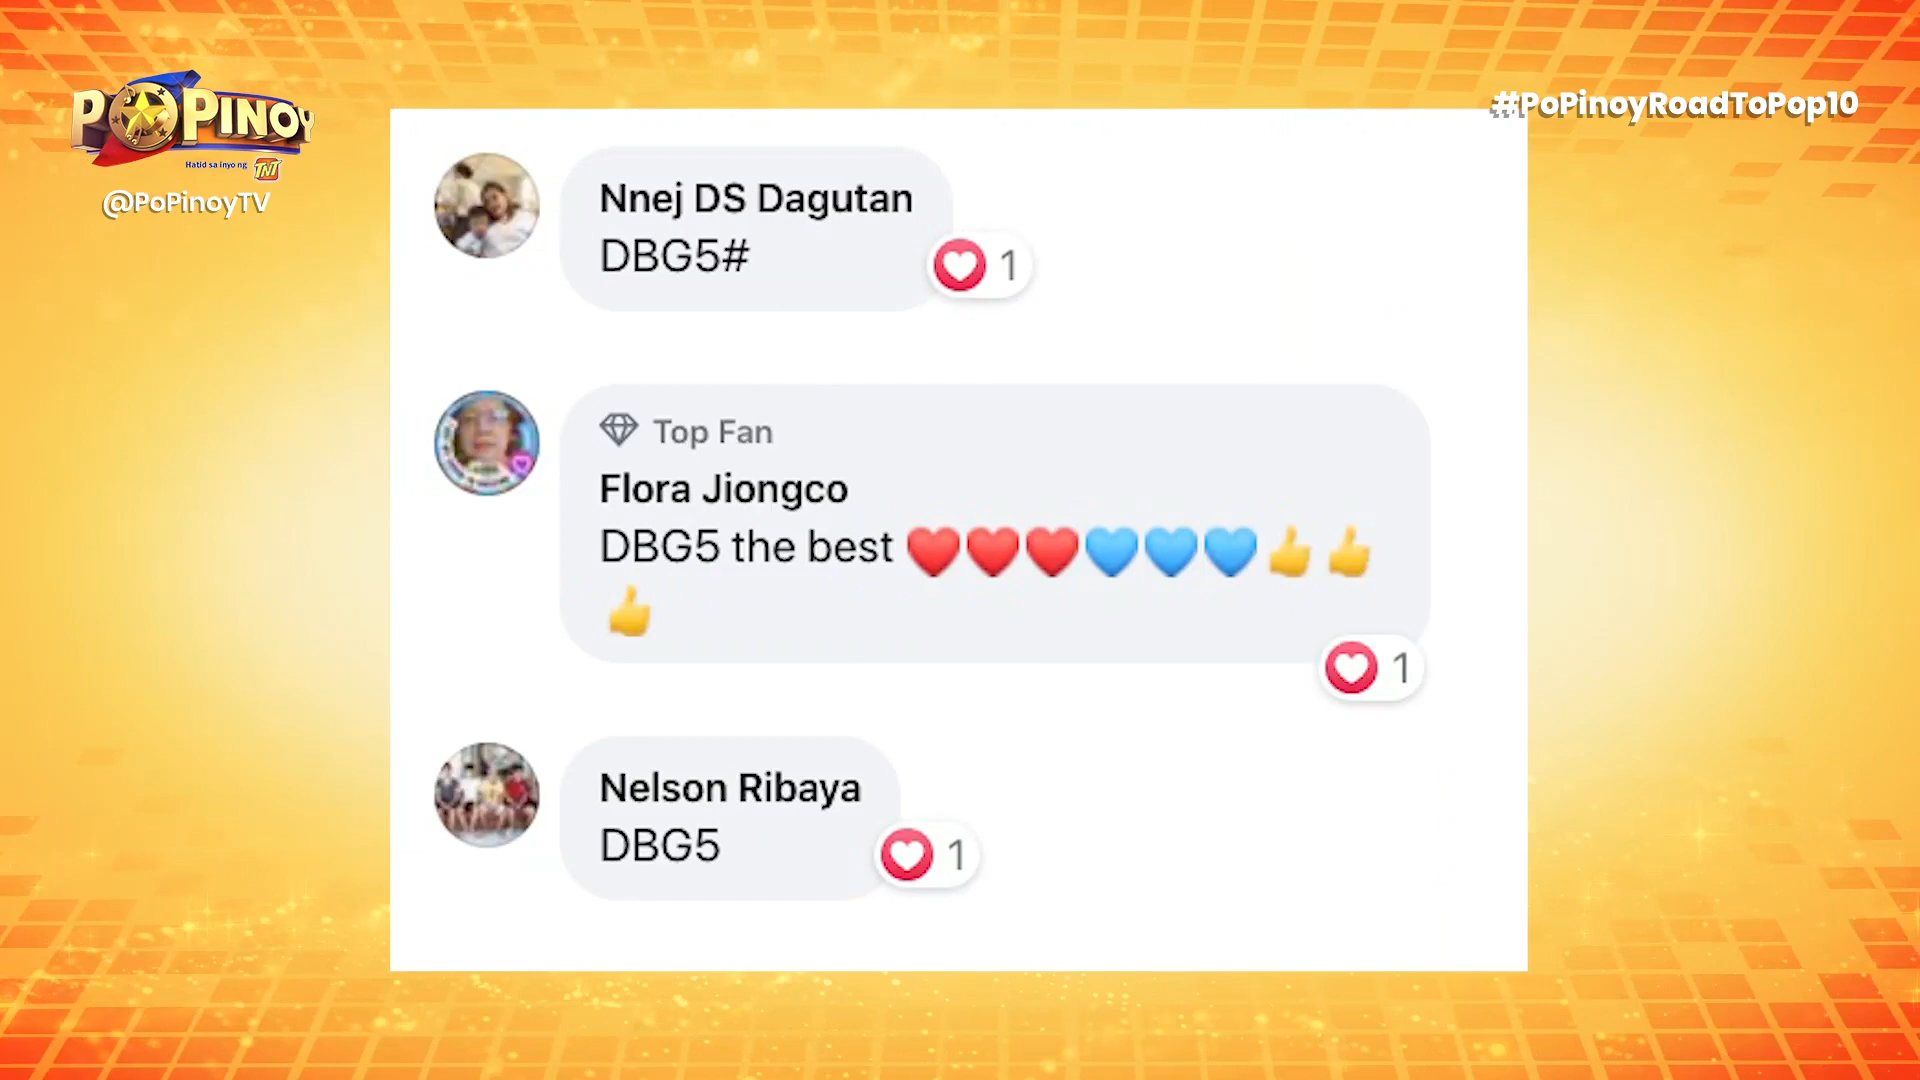 POPINOY
Hatid sa inyo ng TNT
@PoPinoyTV
#PoPinoyRoadToPop10
Nnej DS Dagutan
DBG5#
1
Top Fan
Flora Jiongco
DBG5 the best ❤️❤️❤️💙💙💙👍👍
👍
1
Nelson Ribaya
DBG5
1